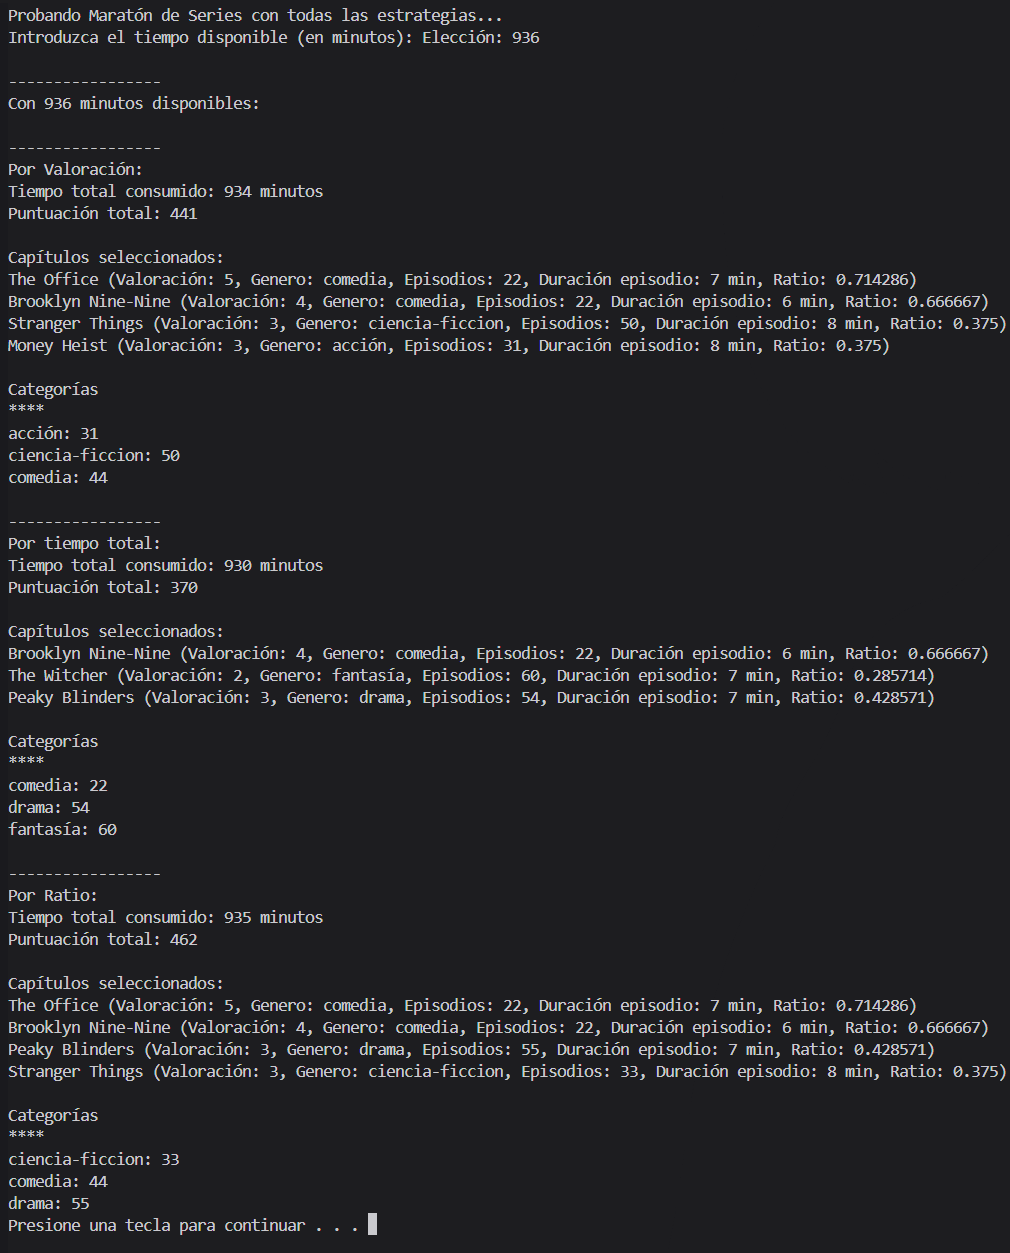 Probando Maratón de Series con todas las estrategias...
Introduzca el tiempo disponible (en minutos): Elección: 936
-----------------
Con 936 minutos disponibles:
-----------------
Por Valoración:
Tiempo total consumido: 934 minutos
Puntuación total: 441
Capítulos seleccionados:
The Office (Valoración: 5, Genero: comedia, Episodios: 22, Duración episodio: 7 min, Ratio: 0.714286)
Brooklyn Nine-Nine (Valoración: 4, Genero: comedia, Episodios: 22, Duración episodio: 6 min, Ratio: 0.666667)
Stranger Things (Valoración: 3, Genero: ciencia-ficcion, Episodios: 50, Duración episodio: 8 min, Ratio: 0.375)
Money Heist (Valoración: 3, Genero: acción, Episodios: 31, Duración episodio: 8 min, Ratio: 0.375)
Categorías
****
acción: 31
ciencia-ficcion: 50
comedia: 44
-----------------
Por tiempo total:
Tiempo total consumido: 930 minutos
Puntuación total: 370
Capítulos seleccionados:
Brooklyn Nine-Nine (Valoración: 4, Genero: comedia, Episodios: 22, Duración episodio: 6 min, Ratio: 0.666667)
The Witcher (Valoración: 2, Genero: fantasía, Episodios: 60, Duración episodio: 7 min, Ratio: 0.285714)
Peaky Blinders (Valoración: 3, Genero: drama, Episodios: 54, Duración episodio: 7 min, Ratio: 0.428571)
Categorías
****
comedia: 22
drama: 54
fantasía: 60
-----------------
Por Ratio:
Tiempo total consumido: 935 minutos
Puntuación total: 462
Capítulos seleccionados:
The Office (Valoración: 5, Genero: comedia, Episodios: 22, Duración episodio: 7 min, Ratio: 0.714286)
Brooklyn Nine-Nine (Valoración: 4, Genero: comedia, Episodios: 22, Duración episodio: 6 min, Ratio: 0.666667)
Peaky Blinders (Valoración: 3, Genero: drama, Episodios: 55, Duración episodio: 7 min, Ratio: 0.428571)
Stranger Things (Valoración: 3, Genero: ciencia-ficcion, Episodios: 33, Duración episodio: 8 min, Ratio: 0.375)
Categorías
****
ciencia-ficcion: 33
comedia: 44
drama: 55
Presione una tecla para continuar . . .